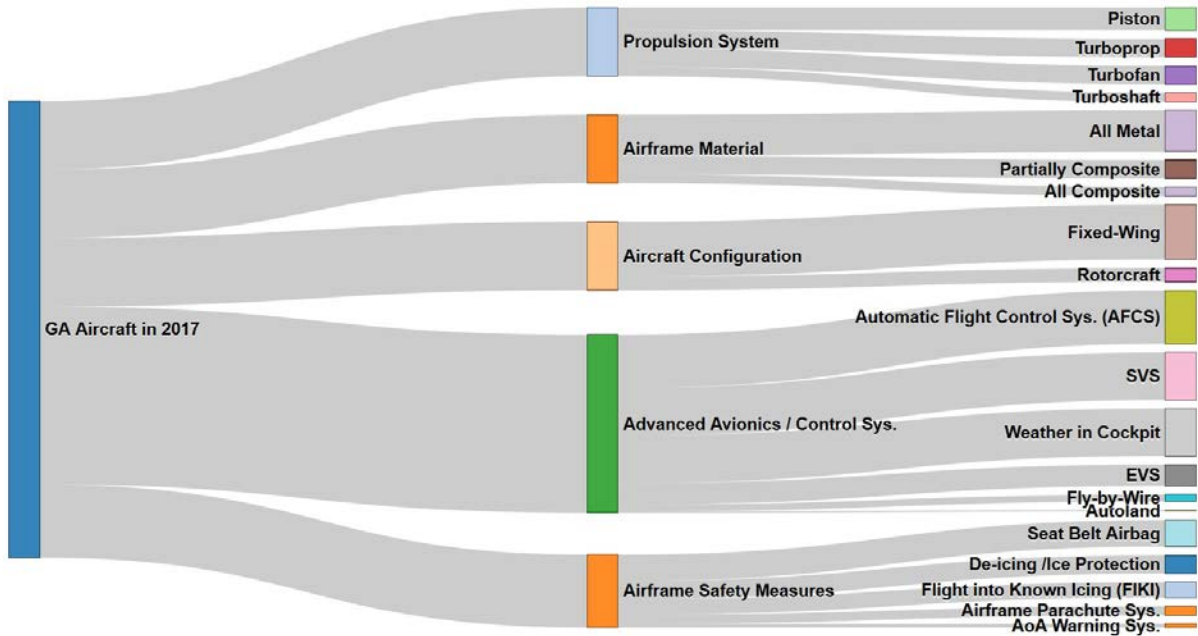 GA Aircraft in 2017
Propulsion System
Airframe Material
Aircraft Configuration
Advanced Avionics / Control Sys.
Airframe Safety Measures
Piston
Turboprop
Turbofan
Turboshaft
All Metal
Partially Composite
All Composite
Fixed-Wing
Rotorcraft
Automatic Flight Control Sys. (AFCS)
SVS
Weather in Cockpit
EVS
Fly-by-Wire
Autoland
Seat Belt Airbag
De-icing /Ice Protection
Flight into Known Icing (FIKI)
Airframe Parachute Sys.
AoA Warning Sys.